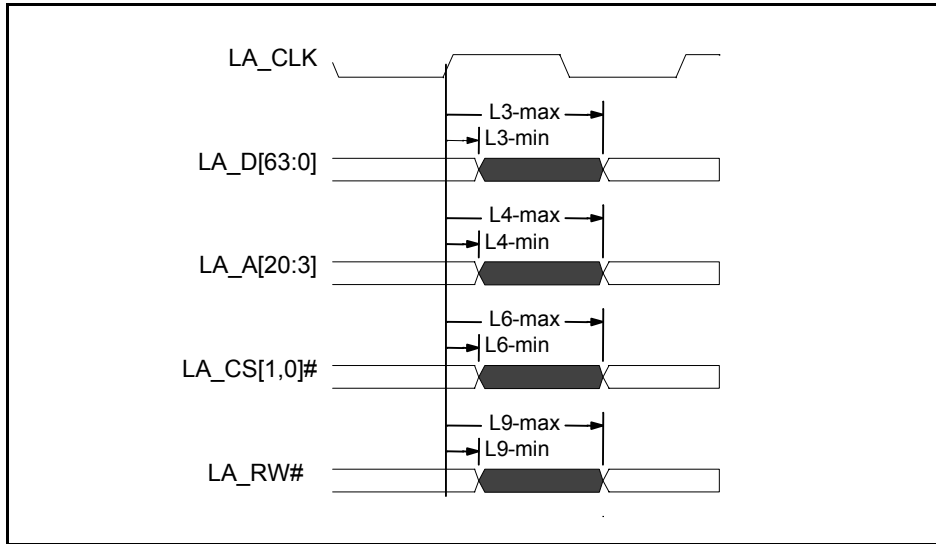 LA_CLK
L3-max
L3-min
LA_D[63:0]
L4-max
L4-min
LA_A[20:3]
L6-max
L6-min
LA_CS[1,0]#
L9-max
L9-min
LA_RW#